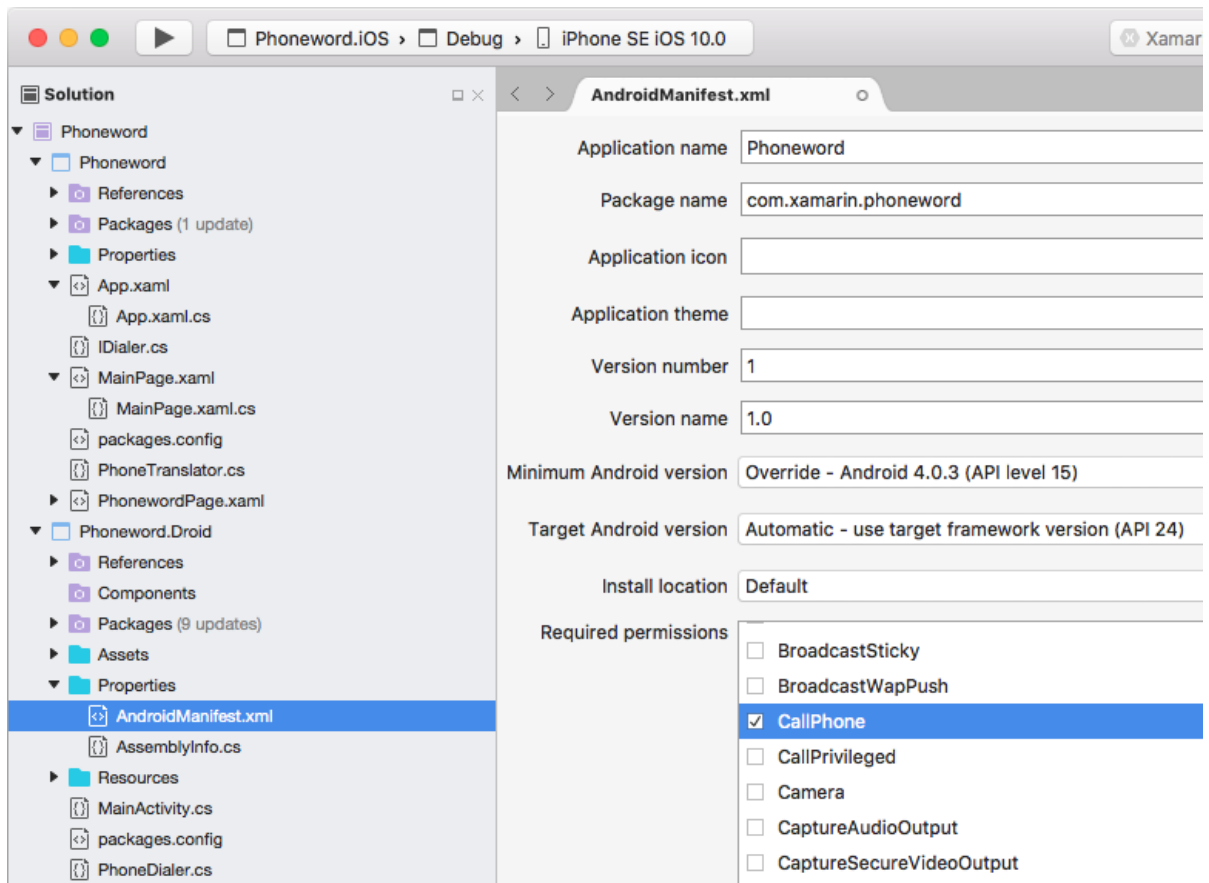 Phoneword.iOS › Debug › iPhone SE iOS 10.0
Xamar
Solution
Phoneword
Phoneword
References
Packages (1 update)
Properties
App.xaml
App.xaml.cs
IDialer.cs
MainPage.xaml
MainPage.xaml.cs
packages.config
PhoneTranslator.cs
PhonewordPage.xaml
Phoneword.Droid
References
Components
Packages (9 updates)
Assets
Properties
AndroidManifest.xml
AssemblyInfo.cs
Resources
MainActivity.cs
packages.config
PhoneDialer.cs
AndroidManifest.xml
Application name Phoneword
Package name com.xamarin.phoneword
Application icon
Application theme
Version number 1
Version name 1.0
Minimum Android version Override - Android 4.0.3 (API level 15)
Target Android version Automatic - use target framework version (API 24)
Install location Default
Required permissions
BroadcastSticky
BroadcastWapPush
CallPhone
CallPrivileged
Camera
CaptureAudioOutput
CaptureSecureVideoOutput